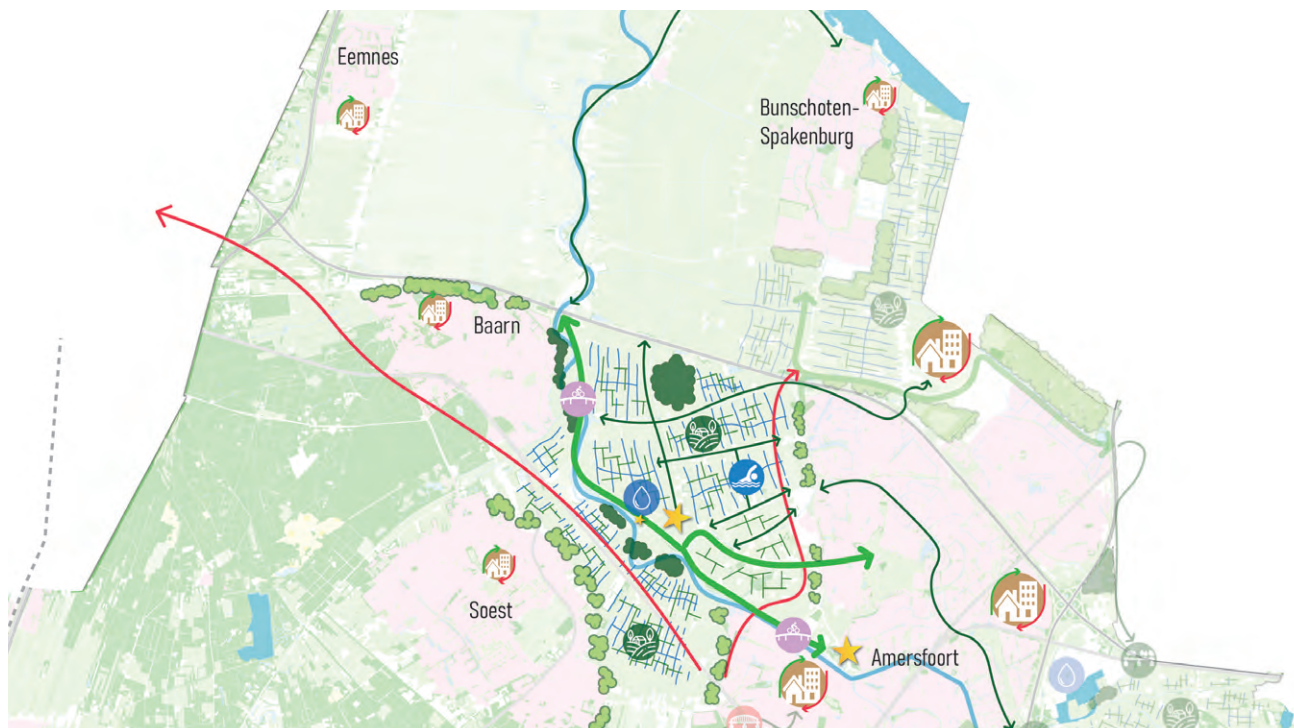 Eemnes
Bunschoten-
Spakenburg
Baarn
Soest
Amersfoort